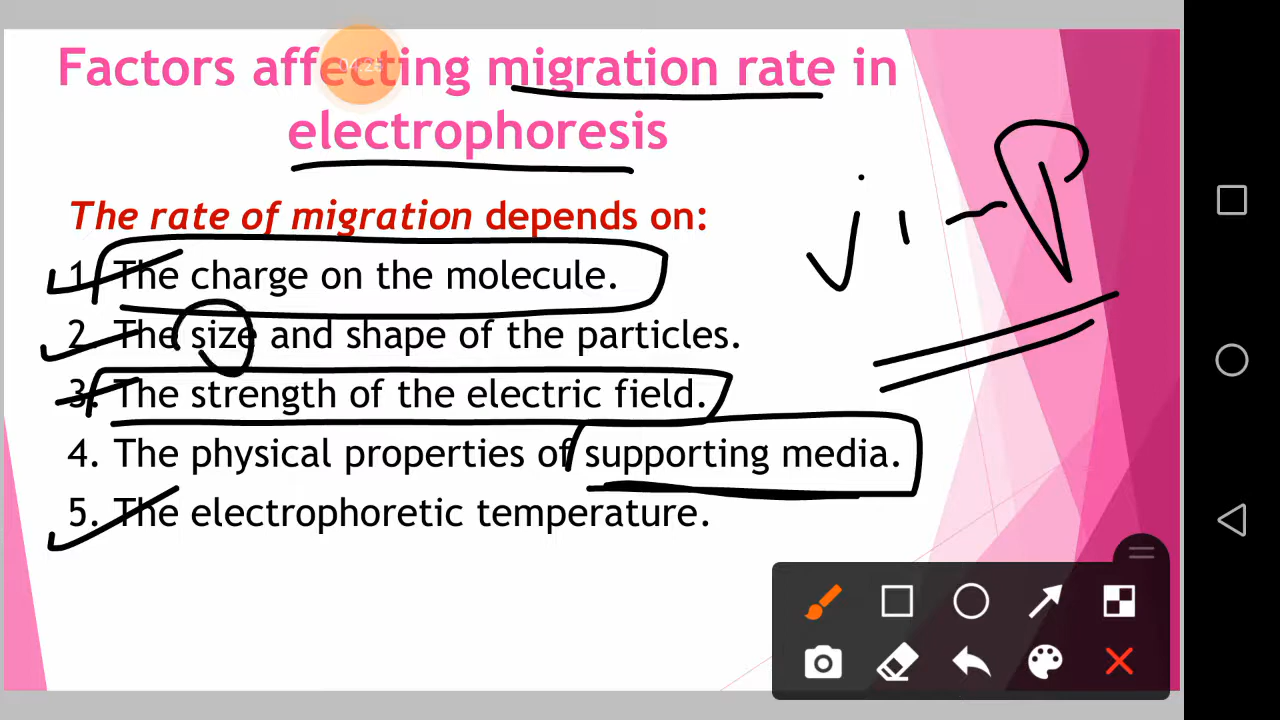 Factors affecting migration rate in
electrophoresis
The rate of migration depends on:
1. The charge on the molecule.
2. The size and shape of the particles.
3. The strength of the electric field.
4. The physical properties of supporting media.
5. The electrophoretic temperature.